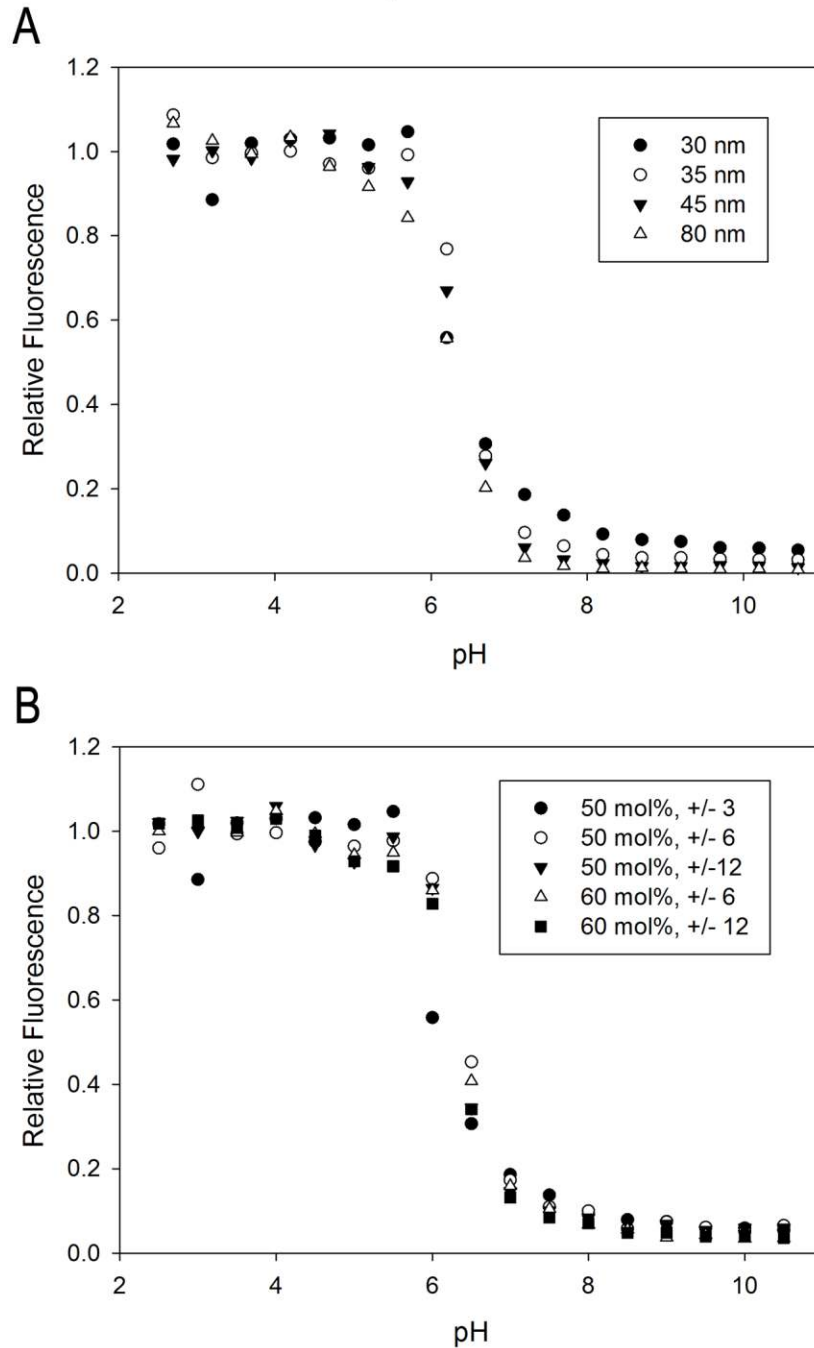 A
1.2
1.0
0.8
0.6
0.4
0.2
0.0
Relative Fluorescence
2
4
6
8
10
pH
30 nm
35 nm
45 nm
80 nm
B
1.2
1.0
0.8
0.6
0.4
0.2
0.0
Relative Fluorescence
2
4
6
8
10
pH
50 mol%, +/- 3
50 mol%, +/- 6
50 mol%, +/-12
60 mol%, +/- 6
60 mol%, +/- 12